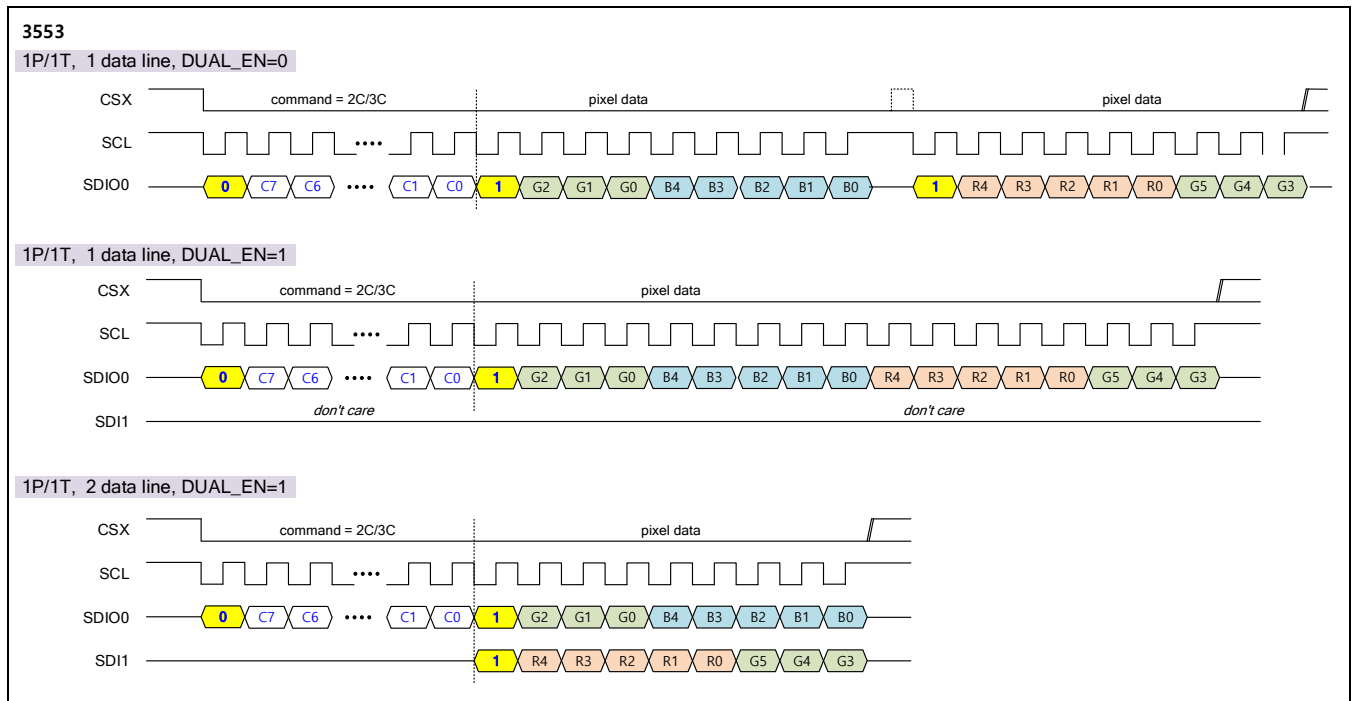 3553
1P/1T, 1 data line, DUAL_EN=0
CSX command = 2C/3C pixel data pixel data
SCL ....
SDIO0 0 C7 C6 .... C1 C0 1 G2 G1 G0 B4 B3 B2 B1 B0 1 R4 R3 R2 R1 R0 G5 G4 G3
1P/1T, 1 data line, DUAL_EN=1
CSX command = 2C/3C pixel data
SCL ....
SDIO0 0 C7 C6 .... C1 C0 1 G2 G1 G0 B4 B3 B2 B1 B0 R4 R3 R2 R1 R0 G5 G4 G3
SDI1 don't care don't care
1P/1T, 2 data line, DUAL_EN=1
CSX command = 2C/3C pixel data
SCL ....
SDIO0 0 C7 C6 .... C1 C0 1 G2 G1 G0 B4 B3 B2 B1 B0
SDI1 1 R4 R3 R2 R1 R0 G5 G4 G3